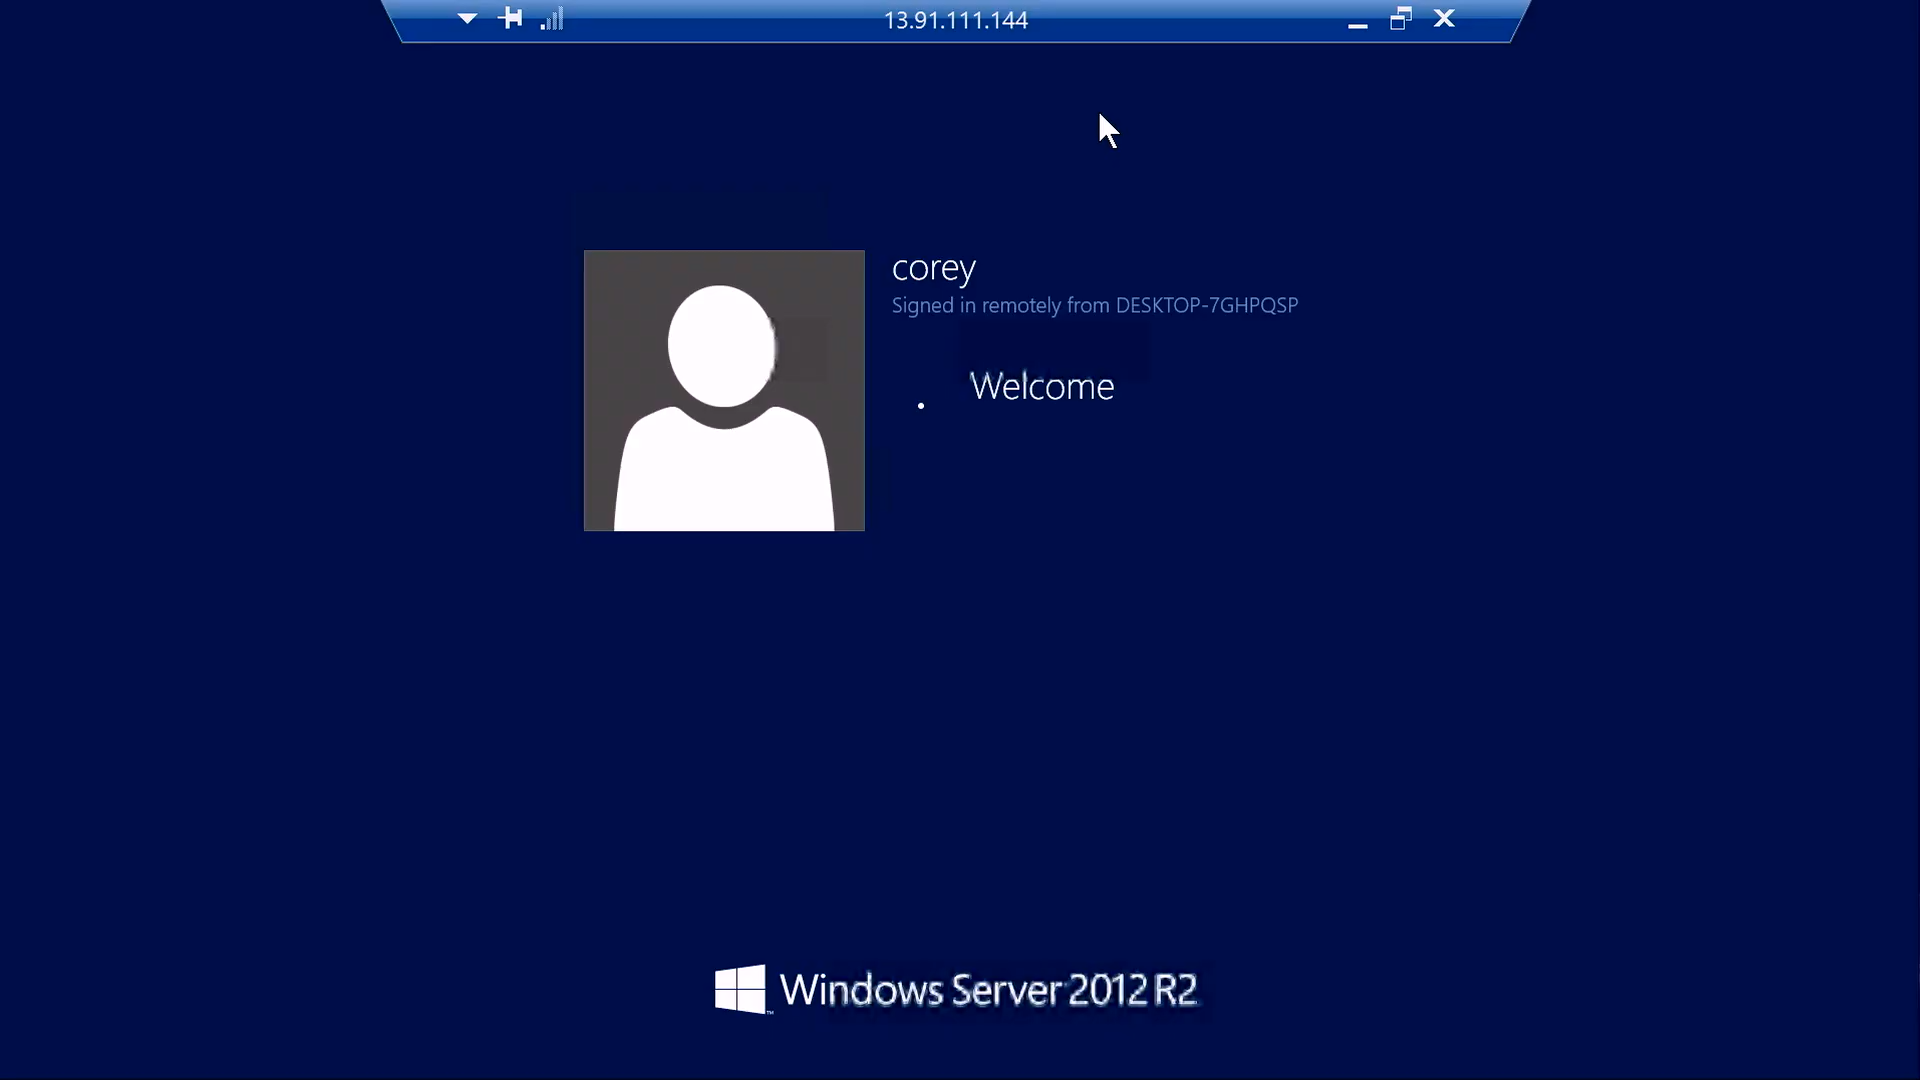 13.91.111.144
corey
Signed in remotely from DESKTOP-7GHPQSP
Welcome
Windows Server 2012 R2